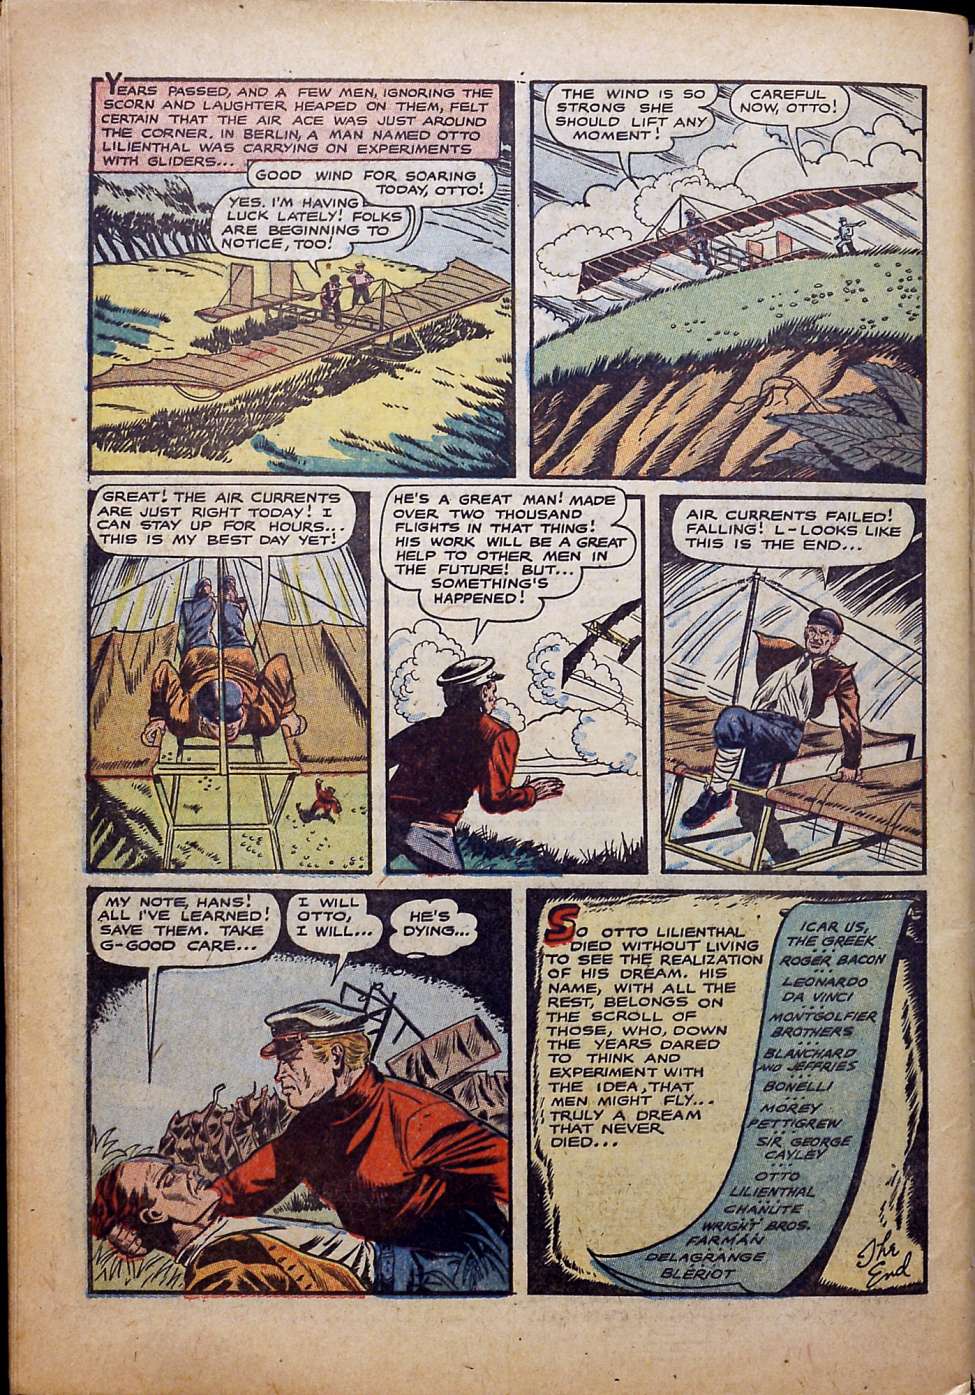 YEARS PASSED, AND A FEW MEN, IGNORING THE
SCORN AND LAUGHTER HEAPED ON THEM, FELT
CERTAIN THAT THE AIR ACE WAS JUST AROUND
THE CORNER. IN BERLIN, A MAN NAMED OTTO
LILIENTHAL WAS CARRYING ON EXPERIMENTS
WITH GLIDERS...
GOOD WIND FOR SOARING
TODAY, OTTO!
YES. I'M HAVING
LUCK LATELY! FOLKS
ARE BEGINNING TO
NOTICE, TOO!
THE WIND IS SO
STRONG SHE
SHOULD LIFT ANY
MOMENT!
CAREFUL
NOW, OTTO!
GREAT! THE AIR CURRENTS
ARE JUST RIGHT TODAY! I
CAN STAY UP FOR HOURS...
THIS IS MY BEST DAY YET!
HE'S A GREAT MAN! MADE
OVER TWO THOUSAND
FLIGHTS IN THAT THING!
HIS WORK WILL BE A GREAT
HELP TO OTHER MEN IN
THE FUTURE! BUT...
SOMETHING'S
HAPPENED!
AIR CURRENTS FAILED!
FALLING! L-LOOKS LIKE
THIS IS THE END...
MY NOTE, HANS!
ALL I'VE LEARNED!
SAVE THEM. TAKE
G-GOOD CARE...
I WILL
OTTO,
I WILL...
HE'S
DYING...
SO OTTO LILIENTHAL
DIED WITHOUT LIVING
TO SEE THE REALIZATION
OF HIS DREAM. HIS
NAME, WITH ALL THE
REST, BELONGS ON
THE SCROLL OF
THOSE, WHO, DOWN
THE YEARS DARED
TO THINK AND
EXPERIMENT WITH
THE IDEA, THAT
MEN MIGHT FLY...
TRULY A DREAM
THAT NEVER
DIED...
ICAR US,
THE GREEK
ROGER BACON
LEONARDO
DA VINCI
MONTGOLFIER
BROTHERS
BLANCHARD
AND JEFFRIES
BONELLI
MOREY
PETTIGREW
SIR GEORGE
CAYLEY
OTTO
LILIENTHAL
CHANUTE
WRIGHT BROS.
FARMAN
DELAGRANGE
BLERIOT
The
End